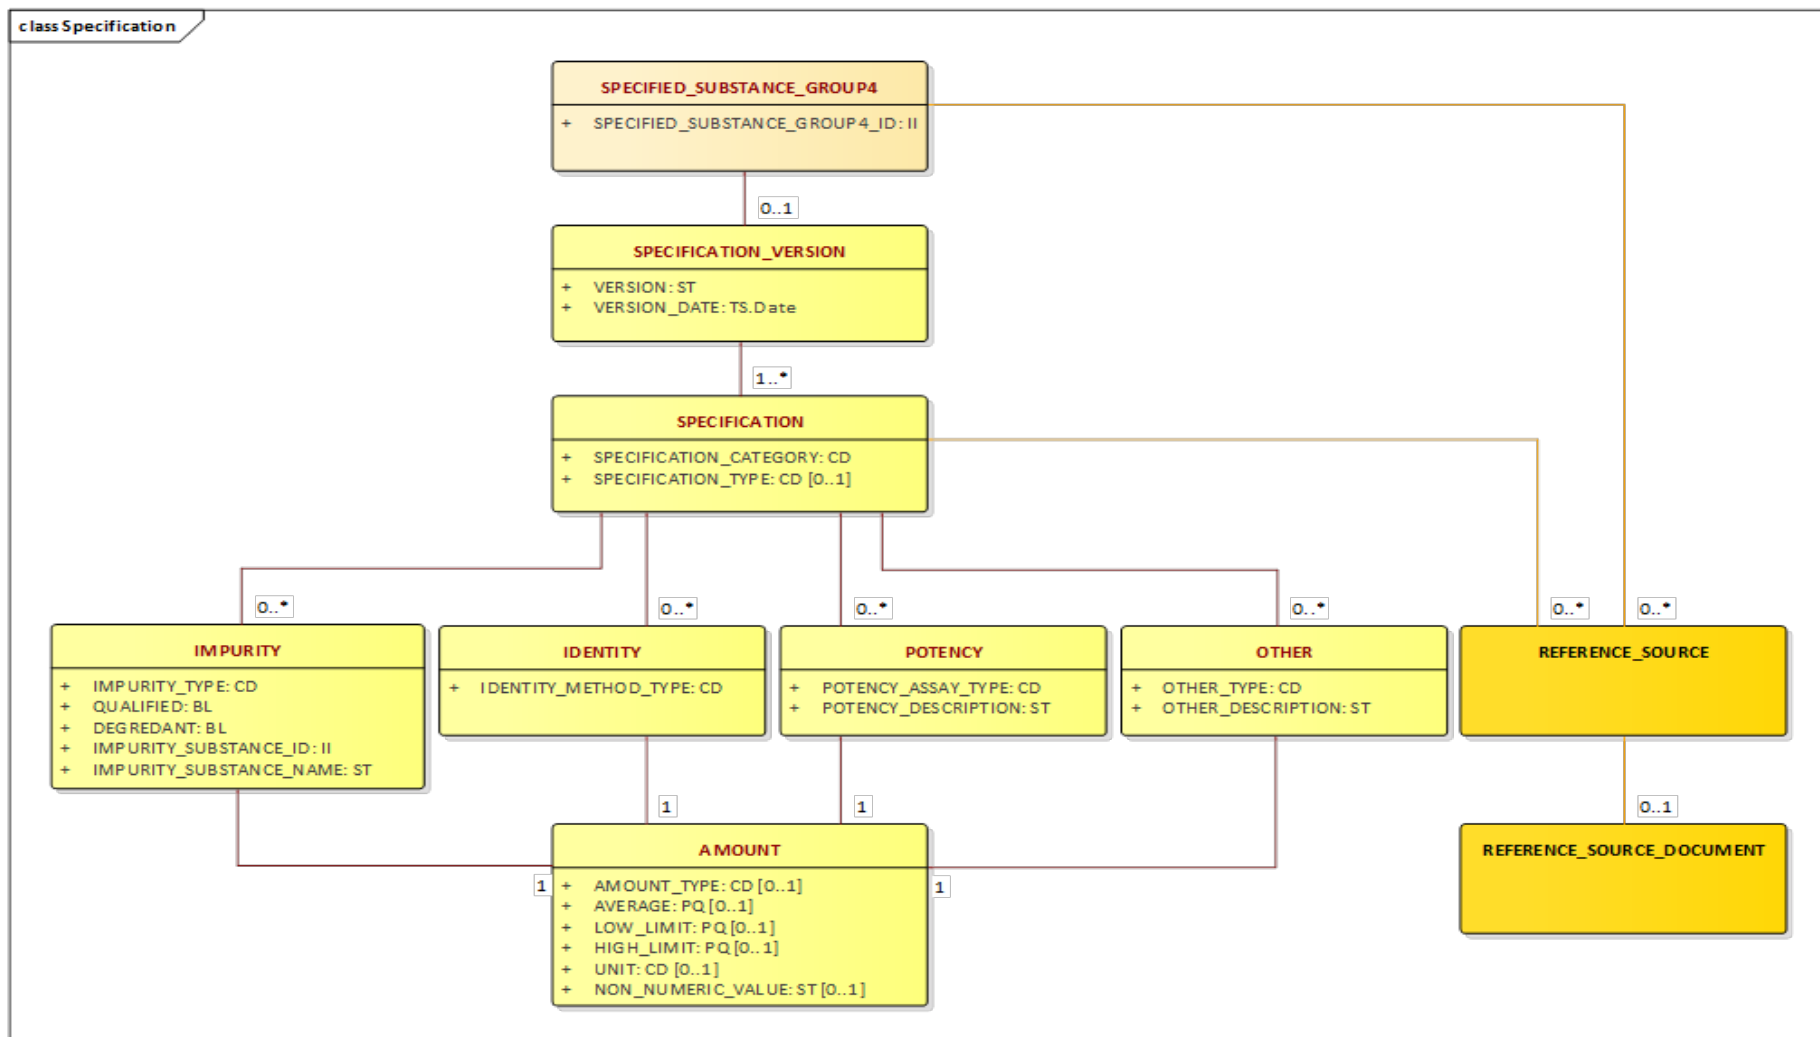 class Specification
SPECIFIED_SUBSTANCE_GROUP4
+ SPECIFIED_SUBSTANCE_GROUP4_ID: II
0..1
SPECIFICATION_VERSION
+ VERSION: ST
+ VERSION_DATE: TS.Date
1..*
SPECIFICATION
+ SPECIFICATION_CATEGORY: CD
+ SPECIFICATION_TYPE: CD [0..1]
0..*
0..*
0..*
0..*
0..*
0..*
IMPURITY
+ IMPURITY_TYPE: CD
+ QUALIFIED: BL
+ DEGREDANT: BL
+ IMPURITY_SUBSTANCE_ID: II
+ IMPURITY_SUBSTANCE_NAME: ST
IDENTITY
+ IDENTITY_METHOD_TYPE: CD
POTENCY
+ POTENCY_ASSAY_TYPE: CD
+ POTENCY_DESCRIPTION: ST
OTHER
+ OTHER_TYPE: CD
+ OTHER_DESCRIPTION: ST
REFERENCE_SOURCE
1
1
0..1
AMOUNT
1
+ AMOUNT_TYPE: CD [0..1]
+ AVERAGE: PQ [0..1]
+ LOW_LIMIT: PQ [0..1]
+ HIGH_LIMIT: PQ [0..1]
+ UNIT: CD [0..1]
+ NON_NUMERIC_VALUE: ST [0..1]
1
REFERENCE_SOURCE_DOCUMENT